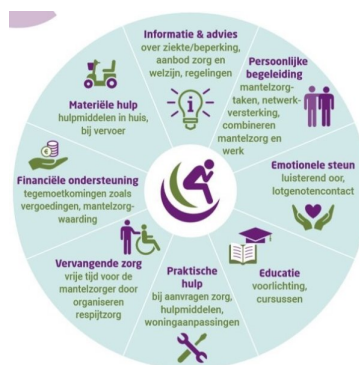 Informatie & advies
over ziekte/beperking,
aanbod zorg en
welzijn, regelingen
Persoonlijke
begeleiding
mantelzorg-
taken, netwerk-
versterking,
combineren
mantelzorg en
werk
Emotionele steun
luisterend oor,
lotgenotencontact
Educatie
voorlichting,
cursussen
Praktische
hulp
bij aanvragen zorg,
hulpmiddelen,
woningaanpassingen
Vervangende zorg
vrije tijd voor de
mantelzorger door
organiseren
respijtzorg
Financiële ondersteuning
tegemoetkomingen zoals
vergoedingen, mantelzorg-
waardering
Materiële hulp
hulpmiddelen in huis,
bij vervoer